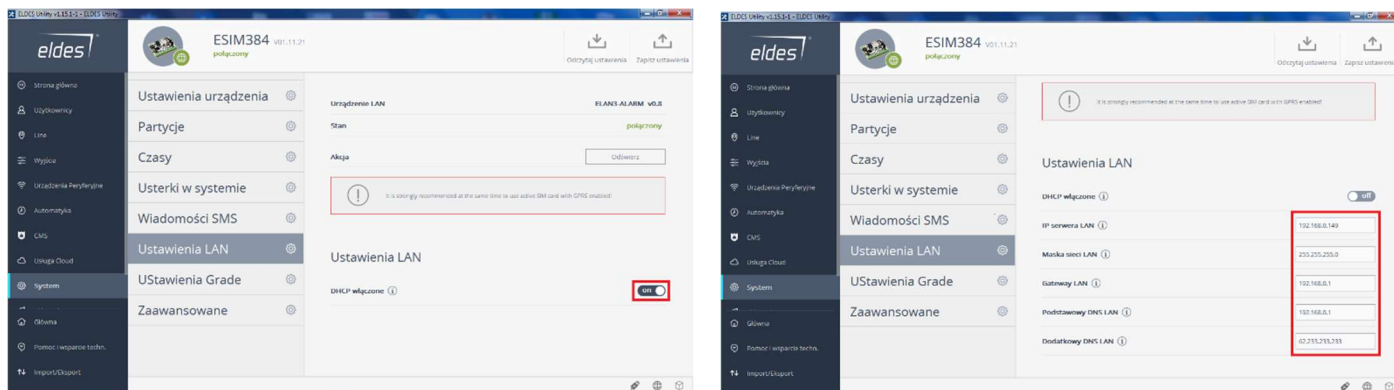 ELDES Utility v1.15.1-1 - ELDES Utility
eldes
ESIM384 V01.11.21
połączony
Odczytaj ustawienia
Zapisz ustawienia
Strona główna
Użytkownicy
Line
Wyjścia
Urządzenia Peryferyjne
Automatyka
CMS
Usługa Cloud
System
Główna
Pomoc i wsparcie techn.
Import/Eksport
Ustawienia urządzenia
Partycje
Czasy
Usterki w systemie
Wiadomości SMS
Ustawienia LAN
UStawienia Grade
Zaawansowane
Urządzenie LAN ELAN3-ALARM v0.8
Stan połączony
Akcja Odśwież
It is strongly recommended at the same time to use active SIM card with GPRS enabled!
Ustawienia LAN
DHCP włączone on
ELDES Utility v1.15.1-1 - ELDES Utility
eldes
ESIM384 V01.11.21
połączony
Odczytaj ustawienia
Zapisz ustawienia
Strona główna
Użytkownicy
Line
Wyjścia
Urządzenia Peryferyjne
Automatyka
CMS
Usługa Cloud
System
Główna
Pomoc i wsparcie techn.
Import/Eksport
Ustawienia urządzenia
Partycje
Czasy
Usterki w systemie
Wiadomości SMS
Ustawienia LAN
UStawienia Grade
Zaawansowane
It is strongly recommended at the same time to use active SIM card with GPRS enabled!
Ustawienia LAN
DHCP włączone off
IP serwera LAN 192.168.0.149
Maska sieci LAN 255.255.255.0
Gateway LAN 192.168.0.1
Podstawowy DNS LAN 192.168.0.1
Dodatkowy DNS LAN 62.233.233.233